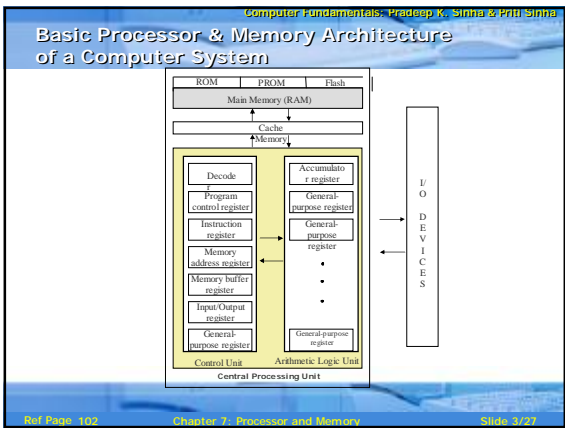 Computer Fundamentals: Pradeep K. Sinha & Priti Sinha
Basic Processor & Memory Architecture
of a Computer System
ROM PROM Flash
Main Memory (RAM)
Cache
Memory
Decode
r
Program
control register
Instruction
register
Memory
address register
Memory buffer
register
Input/Output
register
General-
purpose register
Control Unit
Accumulato
r register
General-
purpose register
General-
purpose
register
General-purpose
register
Arithmetic Logic Unit
Central Processing Unit
I/
O
D
E
V
I
C
E
S
Ref Page 102 Chapter 7: Processor and Memory Slide 3/27